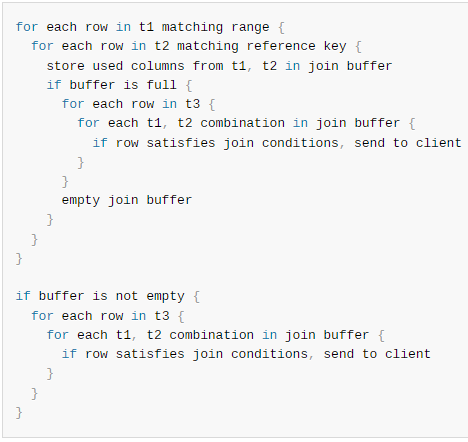 for each row in t1 matching range {
  for each row in t2 matching reference key {
    store used columns from t1, t2 in join buffer
    if buffer is full {
      for each row in t3 {
        for each t1, t2 combination in join buffer {
          if row satisfies join conditions, send to client
        }
      }
      empty join buffer
    }
  }
}

if buffer is not empty {
  for each row in t3 {
    for each t1, t2 combination in join buffer {
      if row satisfies join conditions, send to client
    }
  }
}